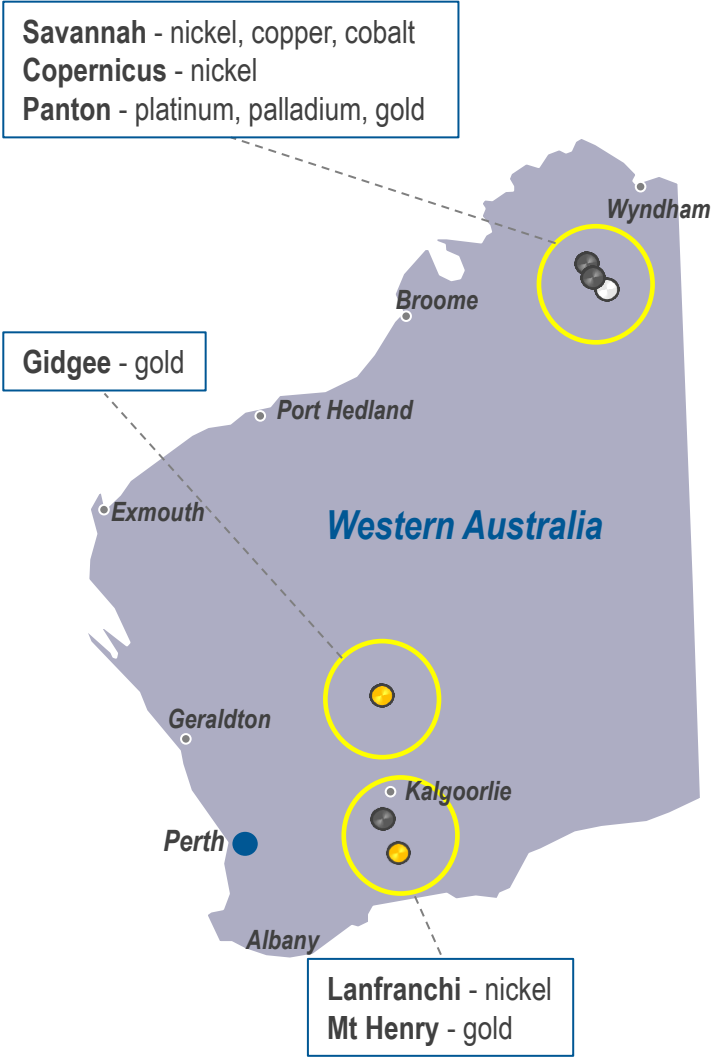 Savannah - nickel, copper, cobalt
Copernicus - nickel
Panton - platinum, palladium, gold
Wyndham
Broome
Gidgee - gold
Port Hedland
Exmouth
Western Australia
Geraldton
Kalgoorlie
Perth
Albany
Lanfranchi - nickel
Mt Henry - gold